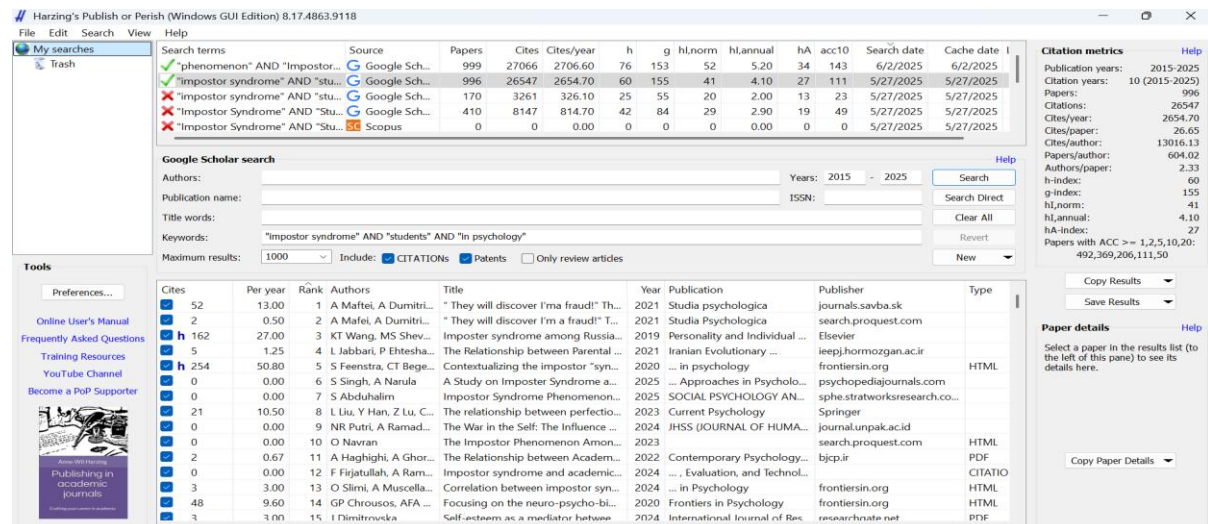 Harzing's Publish or Perish (Windows GUI Edition) 8.17.4863.9118
File Edit Search View Help
My searches
Trash
Search terms Source Papers Cites Cites/year h g hI,norm hI,annual hA acc10 Search date Cache date
"phenomenon" AND "Impostor... Google Sch... 999 27066 2706.60 76 153 52 5.20 34 143 6/2/2025 6/2/2025
"impostor syndrome" AND "stu... Google Sch... 996 26547 2654.70 60 155 41 4.10 27 111 5/27/2025 5/27/2025
"impostor syndrome" AND "stu... Google Sch... 170 3261 326.10 25 55 20 2.00 13 23 5/27/2025 5/27/2025
"Impostor Syndrome" AND "Stu... Google Sch... 410 8147 814.70 42 84 29 2.90 19 49 5/27/2025 5/27/2025
"Impostor Syndrome" AND "Stu... SC Scopus 0 0 0.00 0 0 0 0.00 0 0 5/27/2025 5/27/2025
Google Scholar search Help
Authors: Years: 2015 - 2025 Search
Publication name: ISSN: Search Direct
Title words: Clear All
Keywords: "impostor syndrome" AND "students" AND "in psychology" Revert
Maximum results: 1000 Include: CITATIONs Patents Only review articles New
Tools
Preferences...
Online User's Manual
Frequently Asked Questions
Training Resources
YouTube Channel
Become a PoP Supporter
Anne-Wil Harzing
Publishing in
academic
journals
Cites Per year Rank Authors Title Year Publication Publisher Type
52 13.00 1 A Maftei, A Dumitri... " They will discover I'ma fraud!" Th... 2021 Studia psychologica journals.savba.sk
2 0.50 2 A Mafei, A Dumitri... " They will discover I'm a fraud!" T... 2021 Studia Psychologica search.proquest.com
h 162 27.00 3 KT Wang, MS Shev... Imposter syndrome among Russia... 2019 Personality and Individual ... Elsevier
5 1.25 4 L Jabbari, P Ehtesha... The Relationship between Parental ... 2021 Iranian Evolutionary ... ieepj.hormozgan.ac.ir
h 254 50.80 5 S Feenstra, CT Bege... Contextualizing the impostor "syn... 2020 ... in psychology frontiersin.org HTML
0 0.00 6 S Singh, A Narula A Study on Imposter Syndrome a... 2025 ... Approaches in Psycholo... psychopediajournals.com
0 0.00 7 S Abduhalim Impostor Syndrome Phenomenon... 2025 SOCIAL PSYCHOLOGY AN... sphe.stratworksresearch.co...
21 10.50 8 L Liu, Y Han, Z Lu, C... The relationship between perfectio... 2023 Current Psychology Springer
0 0.00 9 NR Putri, A Ramad... The War in the Self: The Influence ... 2024 JHSS (JOURNAL OF HUMA... journal.unpak.ac.id
0 0.00 10 O Navran The Impostor Phenomenon Amon... 2023 search.proquest.com HTML
2 0.67 11 A Haghighi, A Ghor... The Relationship between Academ... 2022 Contemporary Psychology... bjcp.ir PDF
0 0.00 12 F Firjatullah, A Ram... Impostor syndrome and academic... 2024 ... , Evaluation, and Technol... CITATIO
3 3.00 13 O Slimi, A Muscella... Correlation between impostor syn... 2024 ... in Psychology frontiersin.org HTML
48 9.60 14 GP Chrousos, AFA ... Focusing on the neuro-psycho-bi... 2020 Frontiers in Psychology frontiersin.org HTML
3 3.00 15 I Dimitrovska Self-esteem as a mediator betwee... 2024 International Journal of Res researchgate.net PDF
Citation metrics Help
Publication years: 2015-2025
Citation years: 10 (2015-2025)
Papers: 996
Citations: 26547
Cites/year: 2654.70
Cites/paper: 26.65
Cites/author: 13016.13
Papers/author: 604.02
Authors/paper: 2.33
h-index: 60
g-index: 155
hI,norm: 41
hI,annual: 4.10
hA-index: 27
Papers with ACC >= 1,2,5,10,20:
492,369,206,111,50
Copy Results
Save Results
Paper details Help
Select a paper in the results list (to
the left of this pane) to see its
details here.
Copy Paper Details